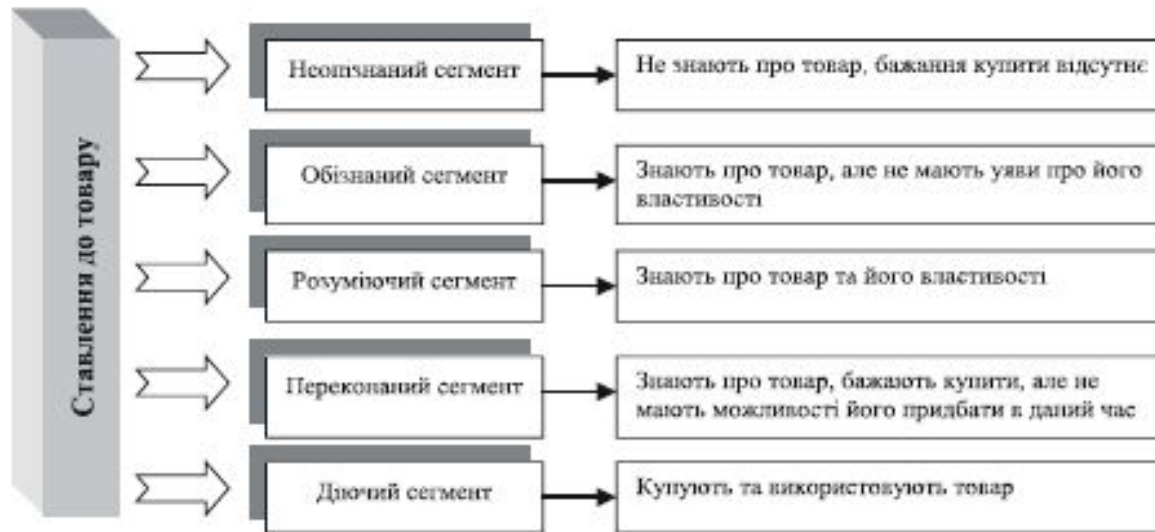 Ставлення до товару
Неопізнаний сегмент
Не знають про товар, бажання купити відсутнє
Обізнаний сегмент
Знають про товар, але не мають уяви про його
властивості
Розуміючий сегмент
Знають про товар та його властивості
Переконаний сегмент
Знають про товар, бажають купити, але не
мають можливості його придбати в даний час
Діючий сегмент
Купують та використовують товар